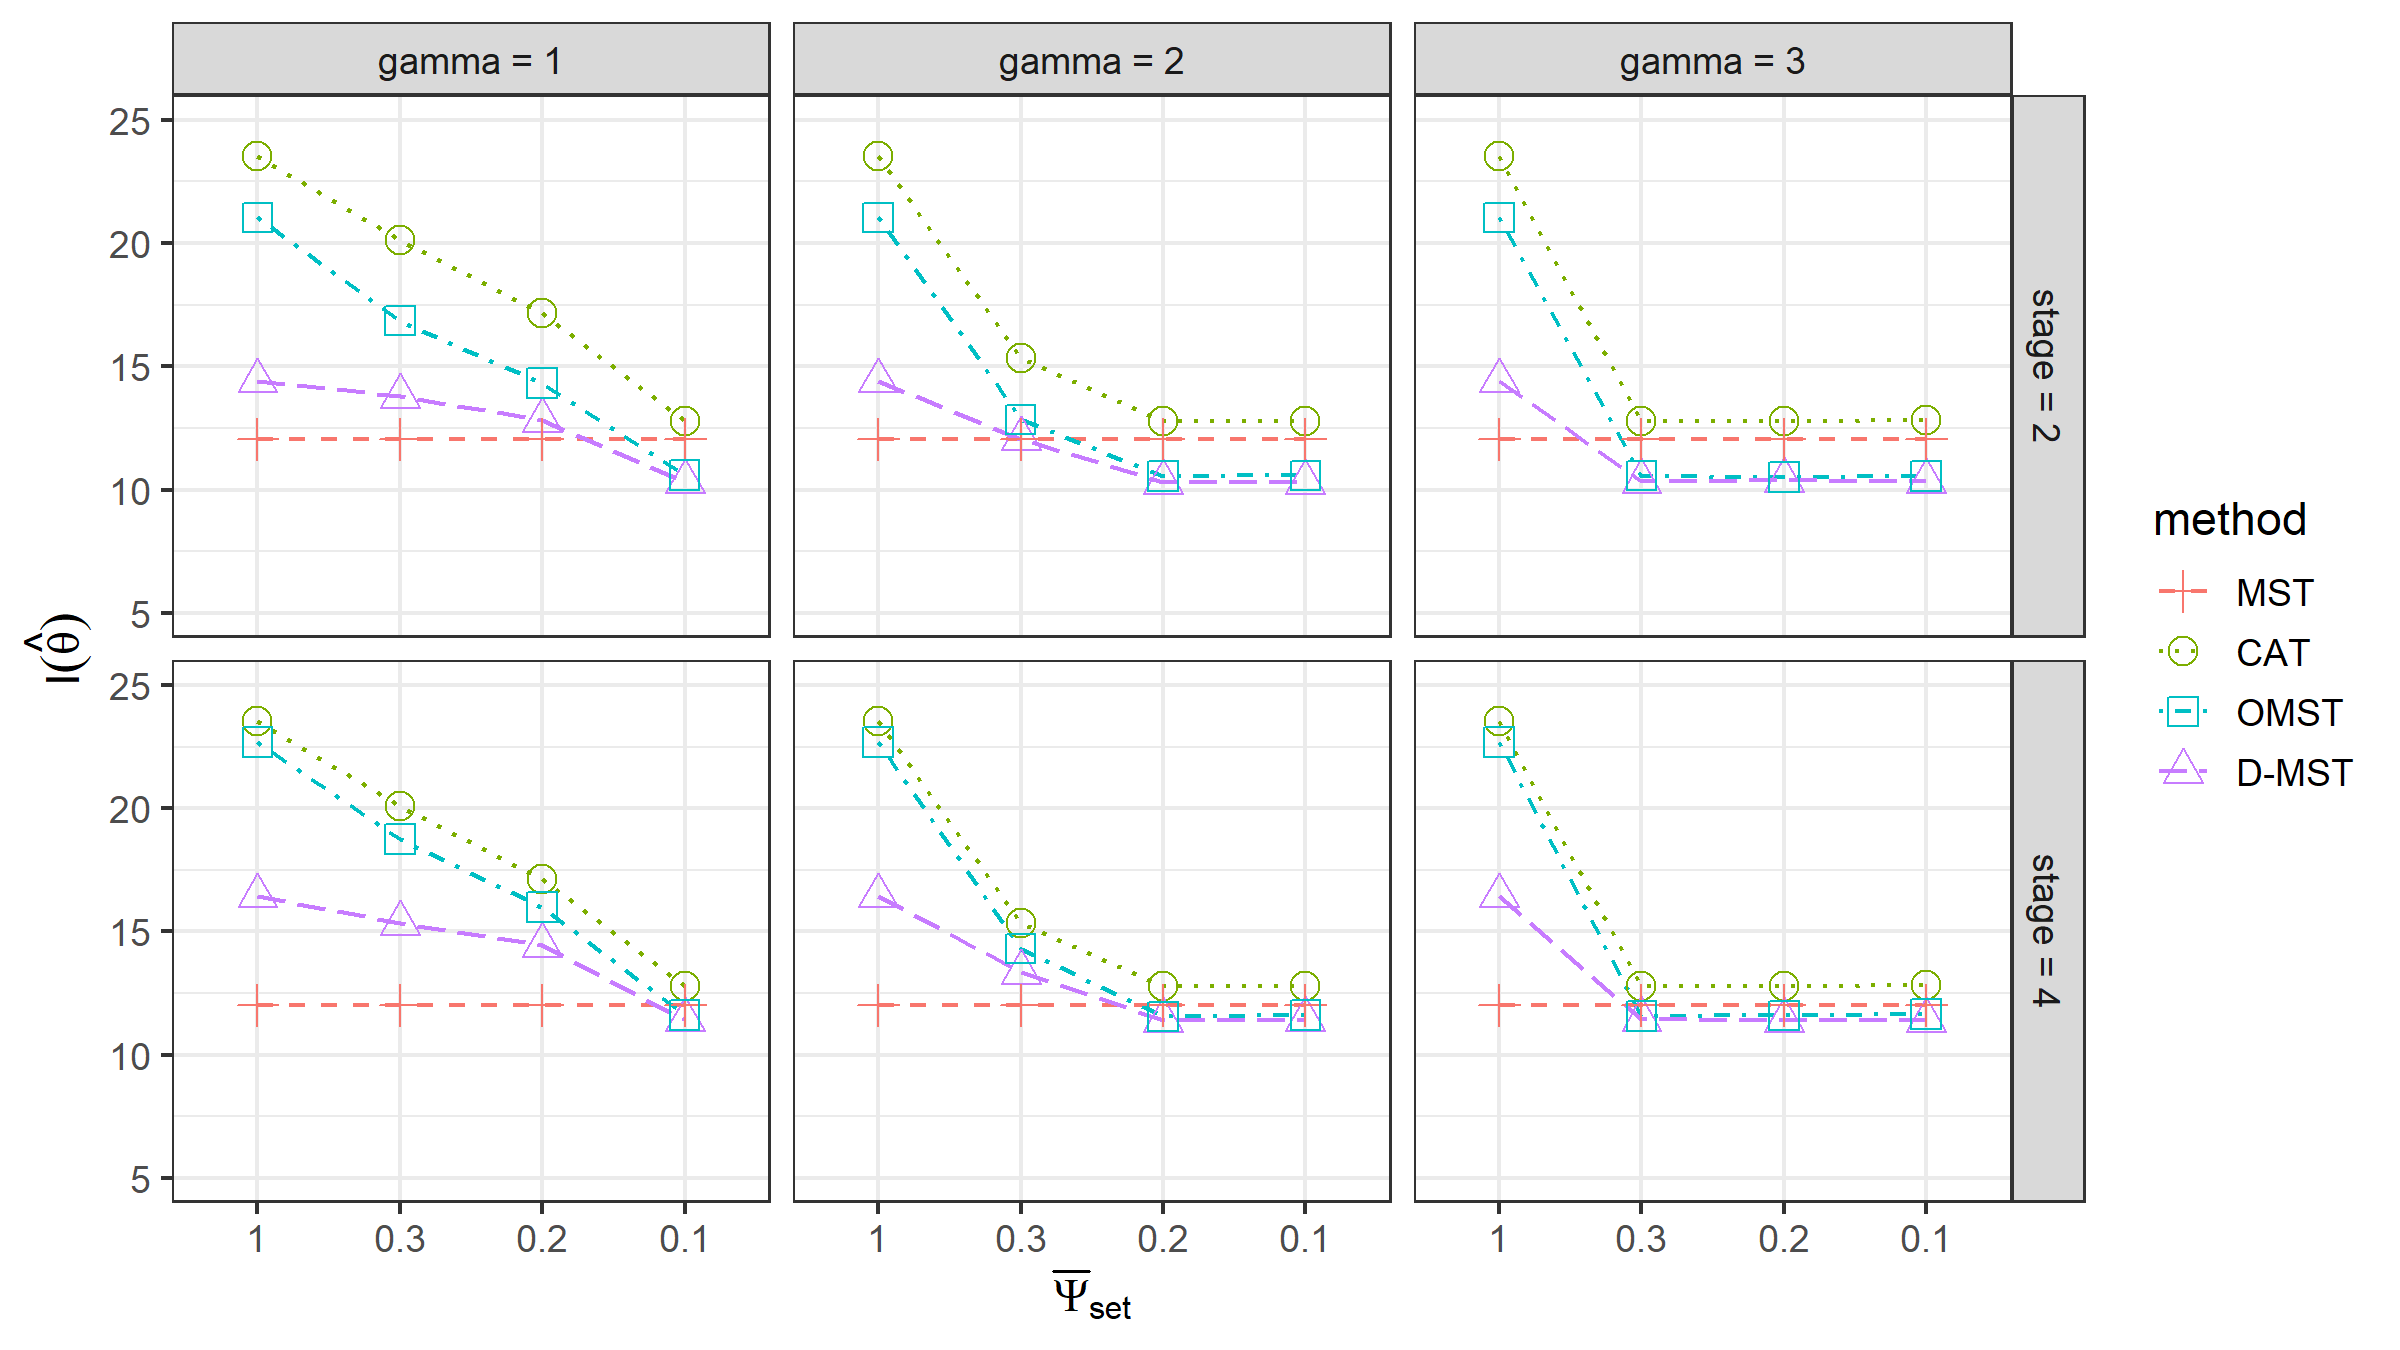 gamma = 1
gamma = 2
gamma = 3
25
20
15
10
5
stage = 2
25
20
15
10
5
stage = 4
I(θ̂)
1 0.3 0.2 0.1
1 0.3 0.2 0.1
1 0.3 0.2 0.1
Ψ̅set
method
MST
CAT
OMST
D-MST